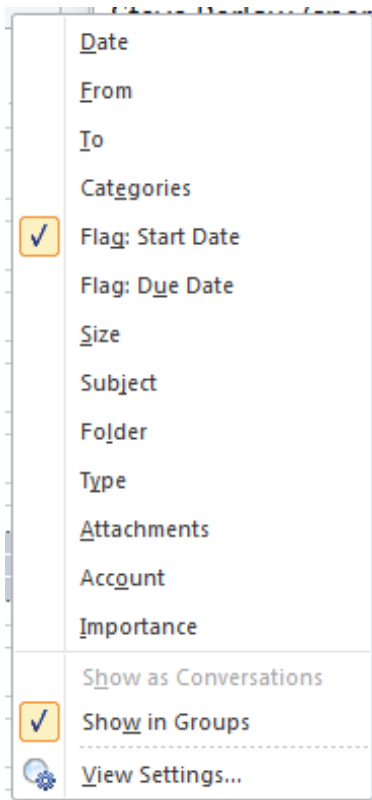 Date
From
To
Categories
Flag: Start Date
Flag: Due Date
Size
Subject
Folder
Type
Attachments
Account
Importance
Show as Conversations
Show in Groups
View Settings...